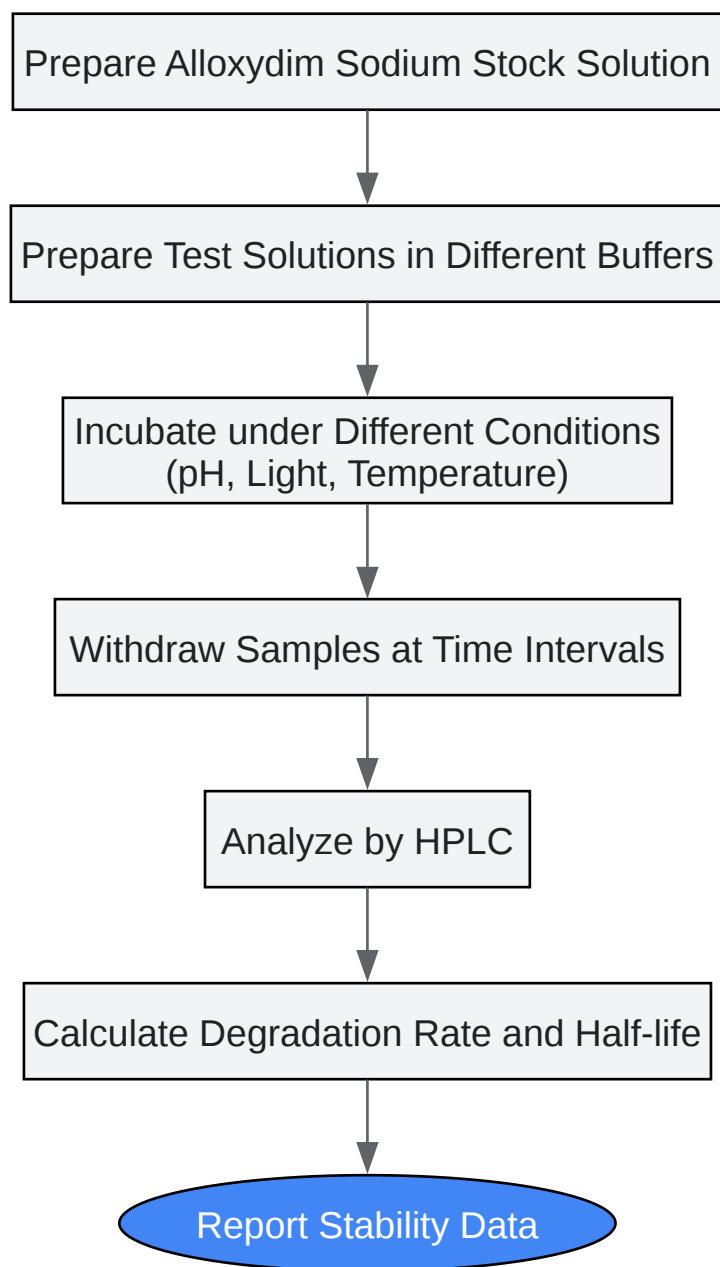 Prepare Alloxydim Sodium Stock Solution
Prepare Test Solutions in Different Buffers
Incubate under Different Conditions
(pH, Light, Temperature)
Withdraw Samples at Time Intervals
Analyze by HPLC
Calculate Degradation Rate and Half-life
Report Stability Data